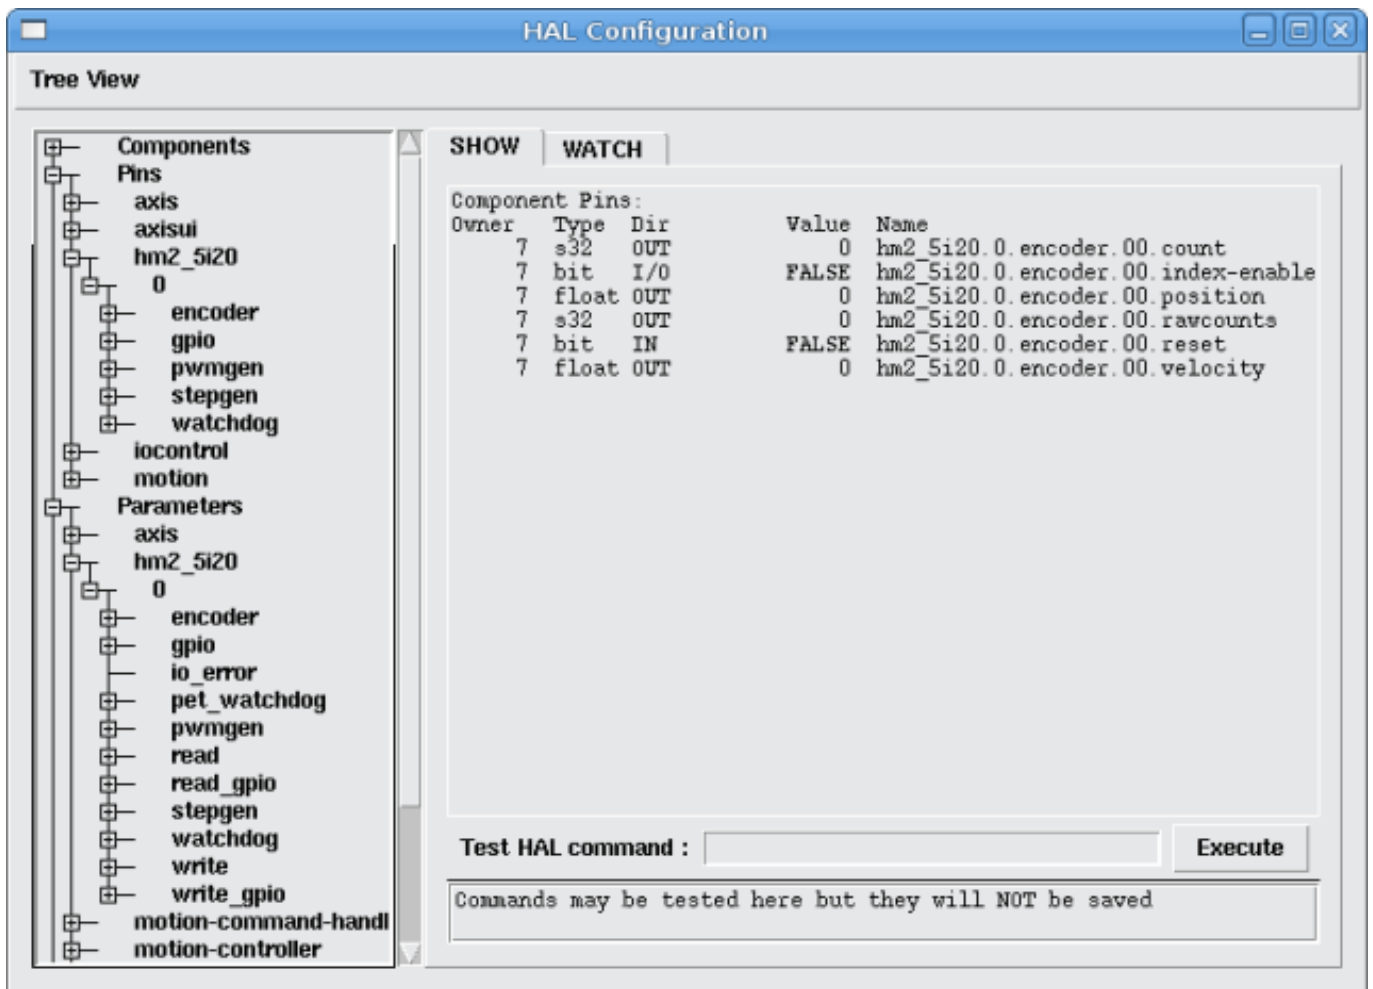 HAL Configuration
Tree View
Components
Pins
axis
axisui
hm2_5i20
0
encoder
gpio
pwmgen
stepgen
watchdog
iocontrol
motion
Parameters
axis
hm2_5i20
0
encoder
gpio
io_error
pet_watchdog
pwmgen
read
read_gpio
stepgen
watchdog
write
write_gpio
motion-command-handl
motion-controller
SHOW WATCH
Component Pins:
Owner Type Dir Value Name
7 s32 OUT 0 hm2_5i20.0.encoder.00.count
7 bit I/O FALSE hm2_5i20.0.encoder.00.index-enable
7 float OUT 0 hm2_5i20.0.encoder.00.position
7 s32 OUT 0 hm2_5i20.0.encoder.00.rawcounts
7 bit IN FALSE hm2_5i20.0.encoder.00.reset
7 float OUT 0 hm2_5i20.0.encoder.00.velocity
Test HAL command : Execute
Commands may be tested here but they will NOT be saved